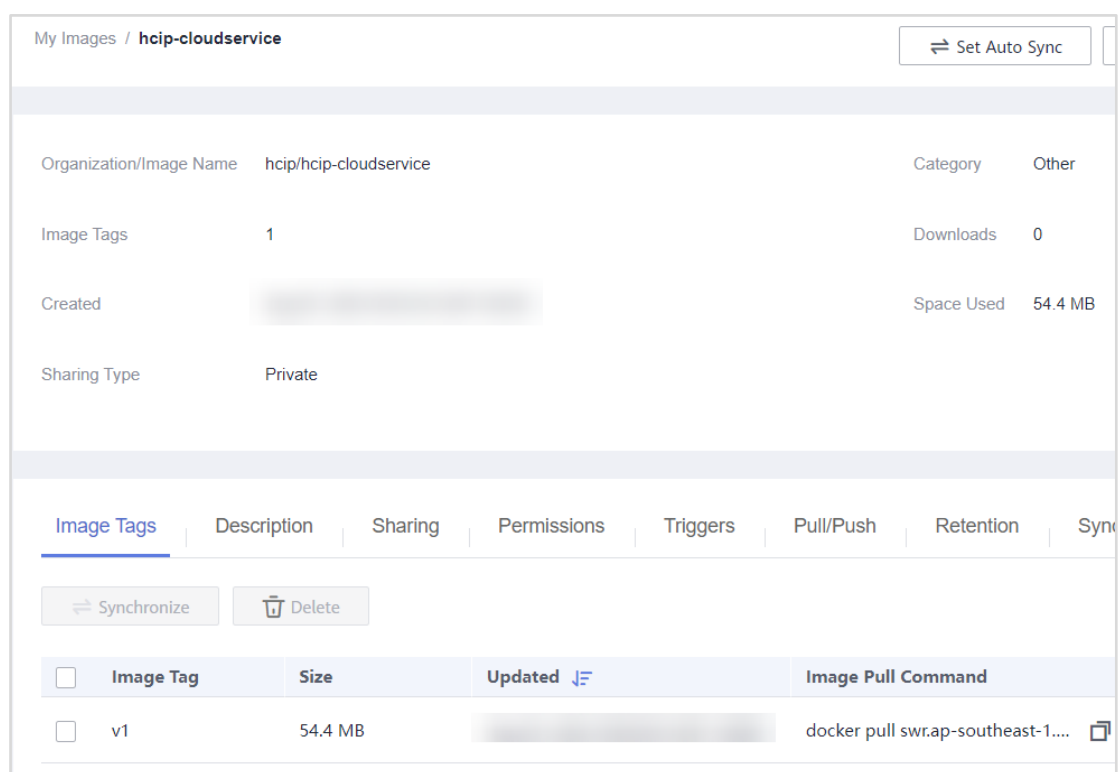 My Images / hcip-cloudservice
Set Auto Sync
Organization/Image Name hcip/hcip-cloudservice Category Other
Image Tags 1 Downloads 0
Created Space Used 54.4 MB
Sharing Type Private
Image Tags Description Sharing Permissions Triggers Pull/Push Retention
Synchronize Delete
Image Tag Size Updated Image Pull Command
v1 54.4 MB docker pull swr.ap-southeast-1....